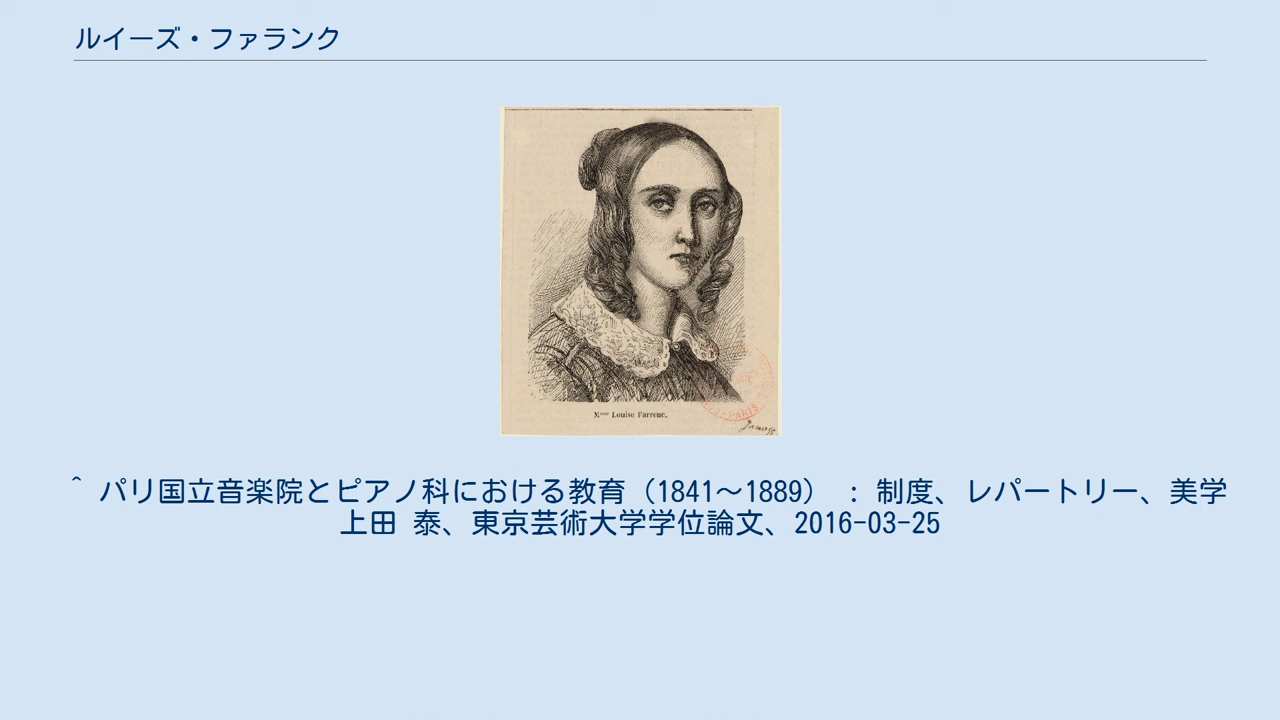 ルイーズ・ファランク
Mme Louise Farrenc.
PARIS
^ パリ国立音楽院とピアノ科における教育（1841〜1889） : 制度、レパートリー、美学
上田 泰、東京芸術大学学位論文、2016-03-25